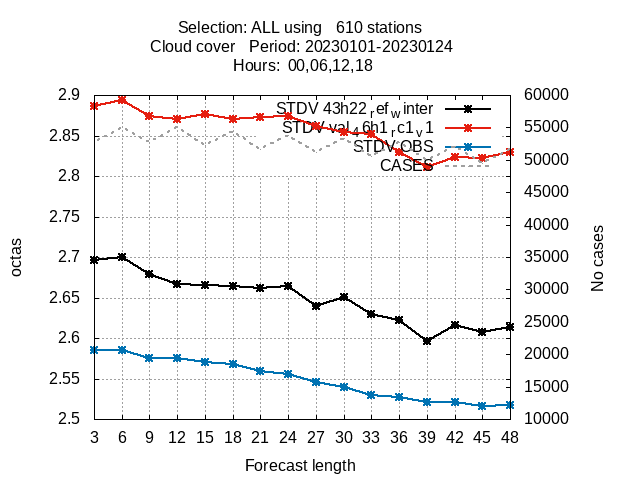 Selection: ALL using 610 stations
Cloud cover Period: 20230101-20230124
Hours: 00,06,12,18
2.9
2.85
2.8
2.75
2.7
2.65
2.6
2.55
2.5
60000
55000
50000
45000
40000
35000
30000
25000
20000
15000
10000
STDV 43h22_ref_winter
STDV val_46h1_rc1_v1
STDV OBS
CASES
octas
No cases
3 6 9 12 15 18 21 24 27 30 33 36 39 42 45 48
Forecast length